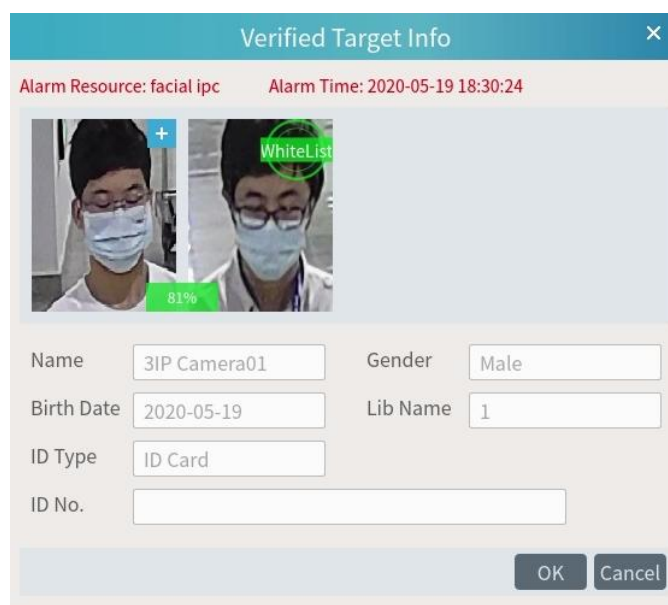 Verified Target Info
Alarm Resource: facial ipc Alarm Time: 2020-05-19 18:30:24
+
WhiteList
81%
Name 3IP Camera01 Gender Male
Birth Date 2020-05-19 Lib Name 1
ID Type ID Card
ID No.
OK Cancel